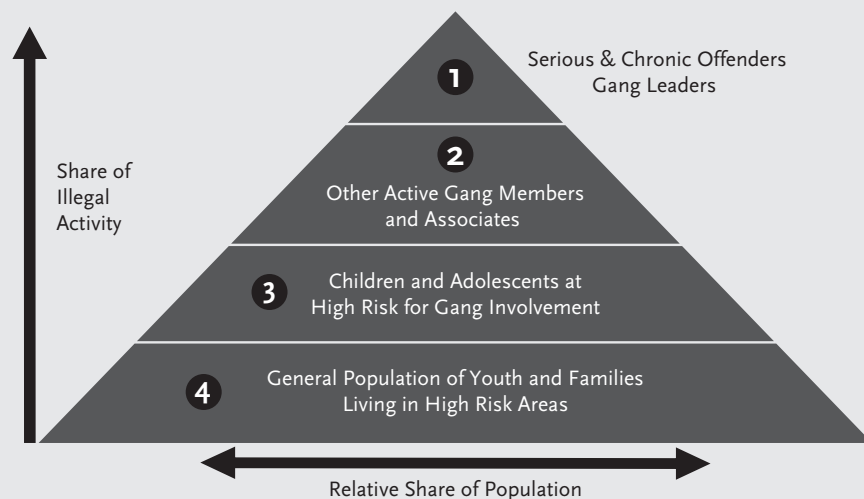 1
Serious & Chronic Offenders
Gang Leaders
2
Share of
Illegal
Activity
Other Active Gang Members
and Associates
3
Children and Adolescents at
High Risk for Gang Involvement
4
General Population of Youth and Families
Living in High Risk Areas
Relative Share of Population